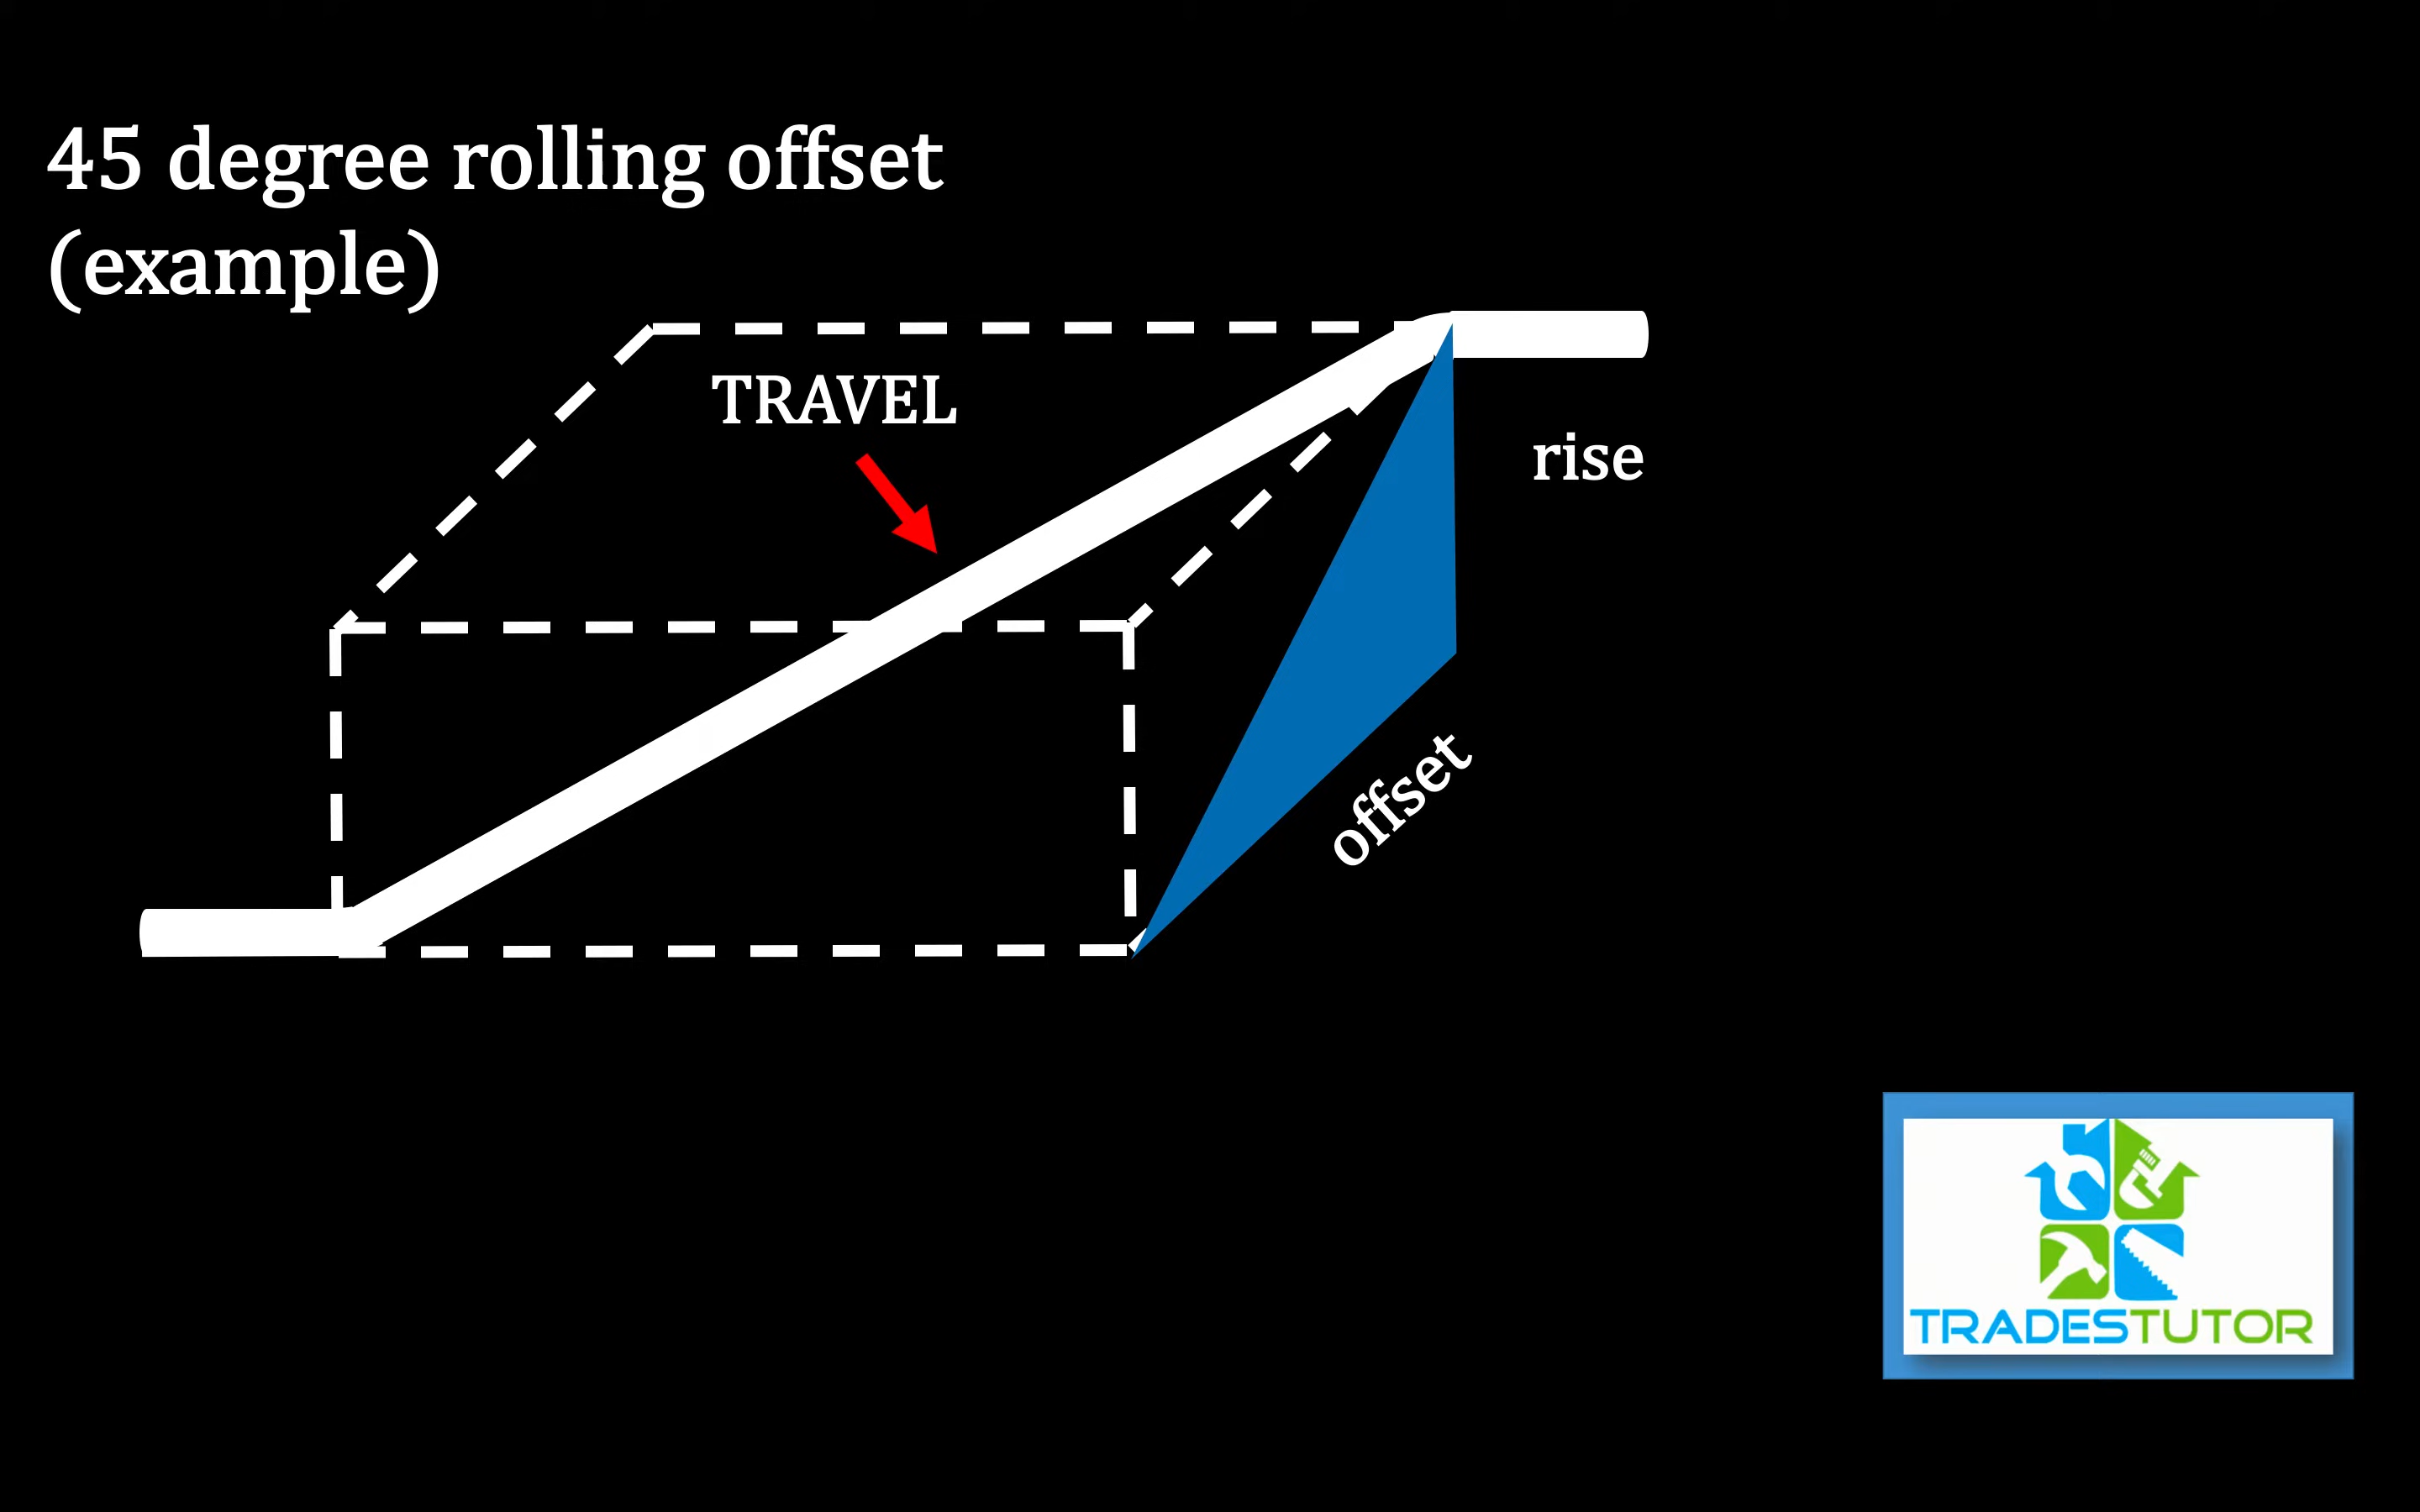 45 degree rolling offset
(example)
TRAVEL
rise
offset
TRADESTUTOR